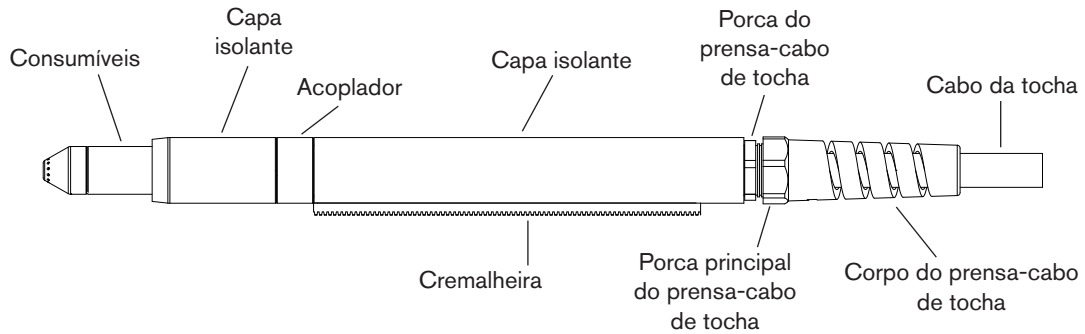 Consumíveis
Capa
isolante
Acoplador
Capa isolante
Porca do
prensa-cabo
de tocha
Cabo da tocha
Cremalheira
Porca principal
do prensa-cabo
de tocha
Corpo do prensa-cabo
de tocha